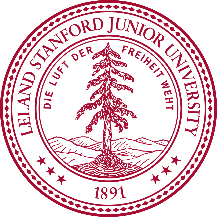 LELAND STANFORD JUNIOR UNIVERSITY
DIE LUFT DER FREIHEIT WEHT
1891